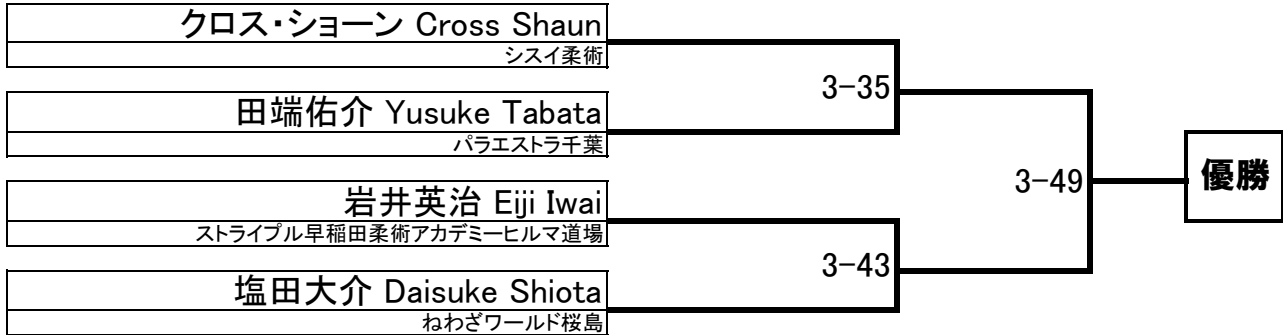 クロス・ショーン Cross Shaun
シスイ柔術
3-35
田端佑介 Yusuke Tabata
パラエストラ千葉
3-49
優勝
岩井英治 Eiji Iwai
ストライプル早稲田柔術アカデミーヒルマ道場
3-43
塩田大介 Daisuke Shiota
ねわざワールド桜島